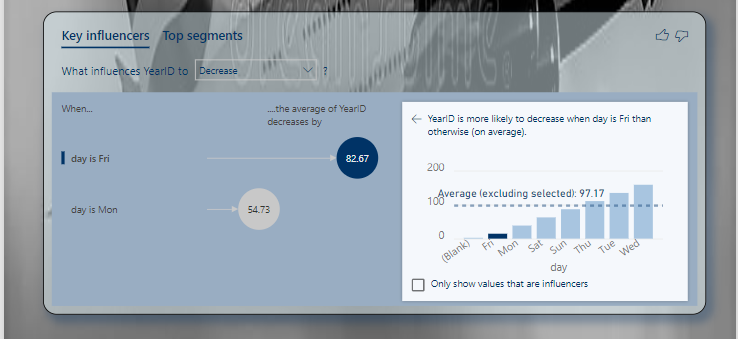 Key influencers Top segments
What influences YearID to Decrease ?
When...
....the average of YearID
decreases by
day is Fri
82.67
day is Mon
54.73
YearID is more likely to decrease when day is Fri than
otherwise (on average).
200
Average (excluding selected): 97.17
100
0
(Blank) Fri Mon Sat Sun Thu Tue Wed
day
Only show values that are influencers